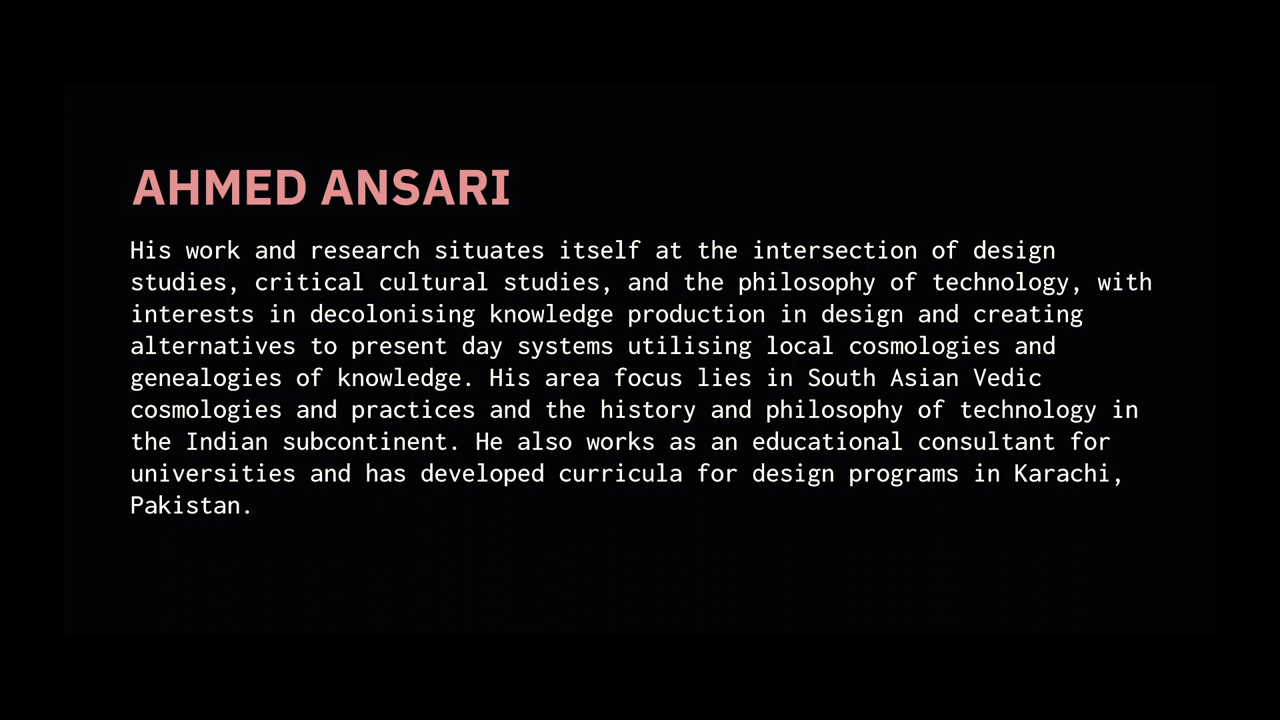 AHMED ANSARI
His work and research situates itself at the intersection of design
studies, critical cultural studies, and the philosophy of technology, with
interests in decolonising knowledge production in design and creating
alternatives to present day systems utilising local cosmologies and
genealogies of knowledge. His area focus lies in South Asian Vedic
cosmologies and practices and the history and philosophy of technology in
the Indian subcontinent. He also works as an educational consultant for
universities and has developed curricula for design programs in Karachi,
Pakistan.